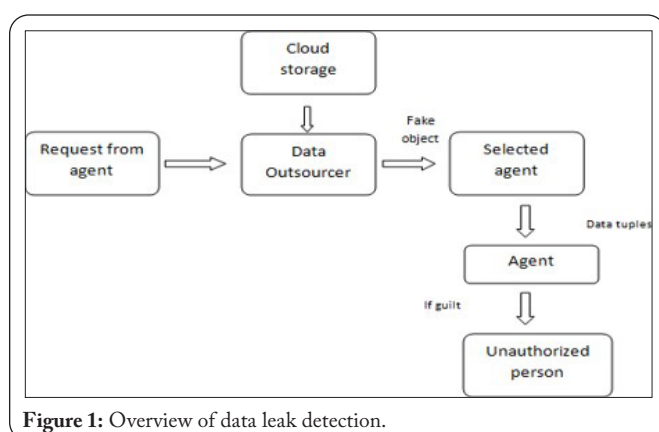 Cloud
storage
Fake
object
Request from
agent
Data
Outsourcer
Selected
agent
Data tuples
Agent
If guilt
Unauthorized
person
Figure 1: Overview of data leak detection.